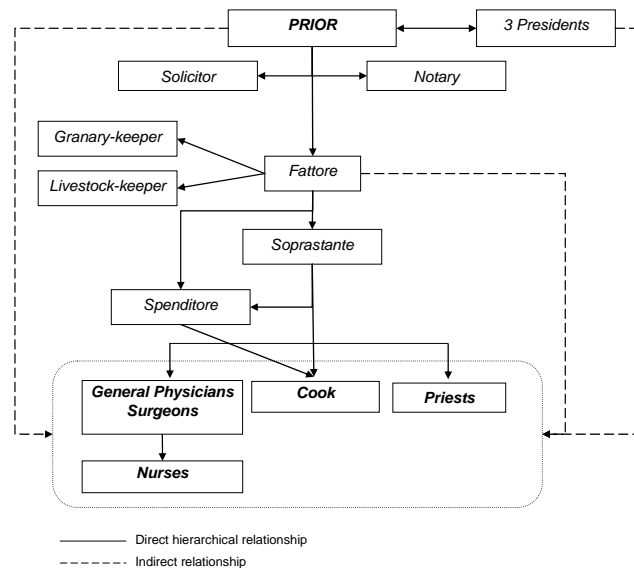 PRIOR
3 Presidents
Solicitor
Notary
Granary-keeper
Fattore
Livestock-keeper
Soprastante
Spenditore
General Physicians
Surgeons
Cook
Priests
Nurses
Direct hierarchical relationship
Indirect relationship